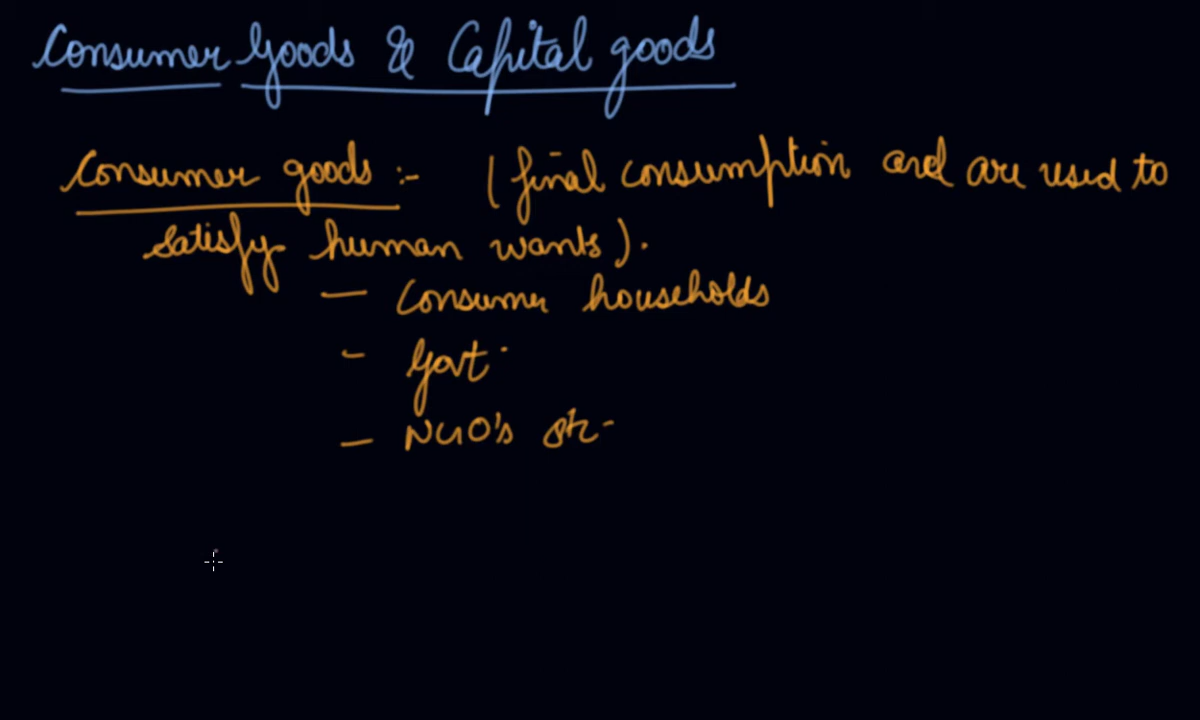 Consumer Goods & Capital goods
Consumer goods :- (final consumption and are used to
satisfy human wants).
— Consumer households
- Govt.
— NGO's etc.